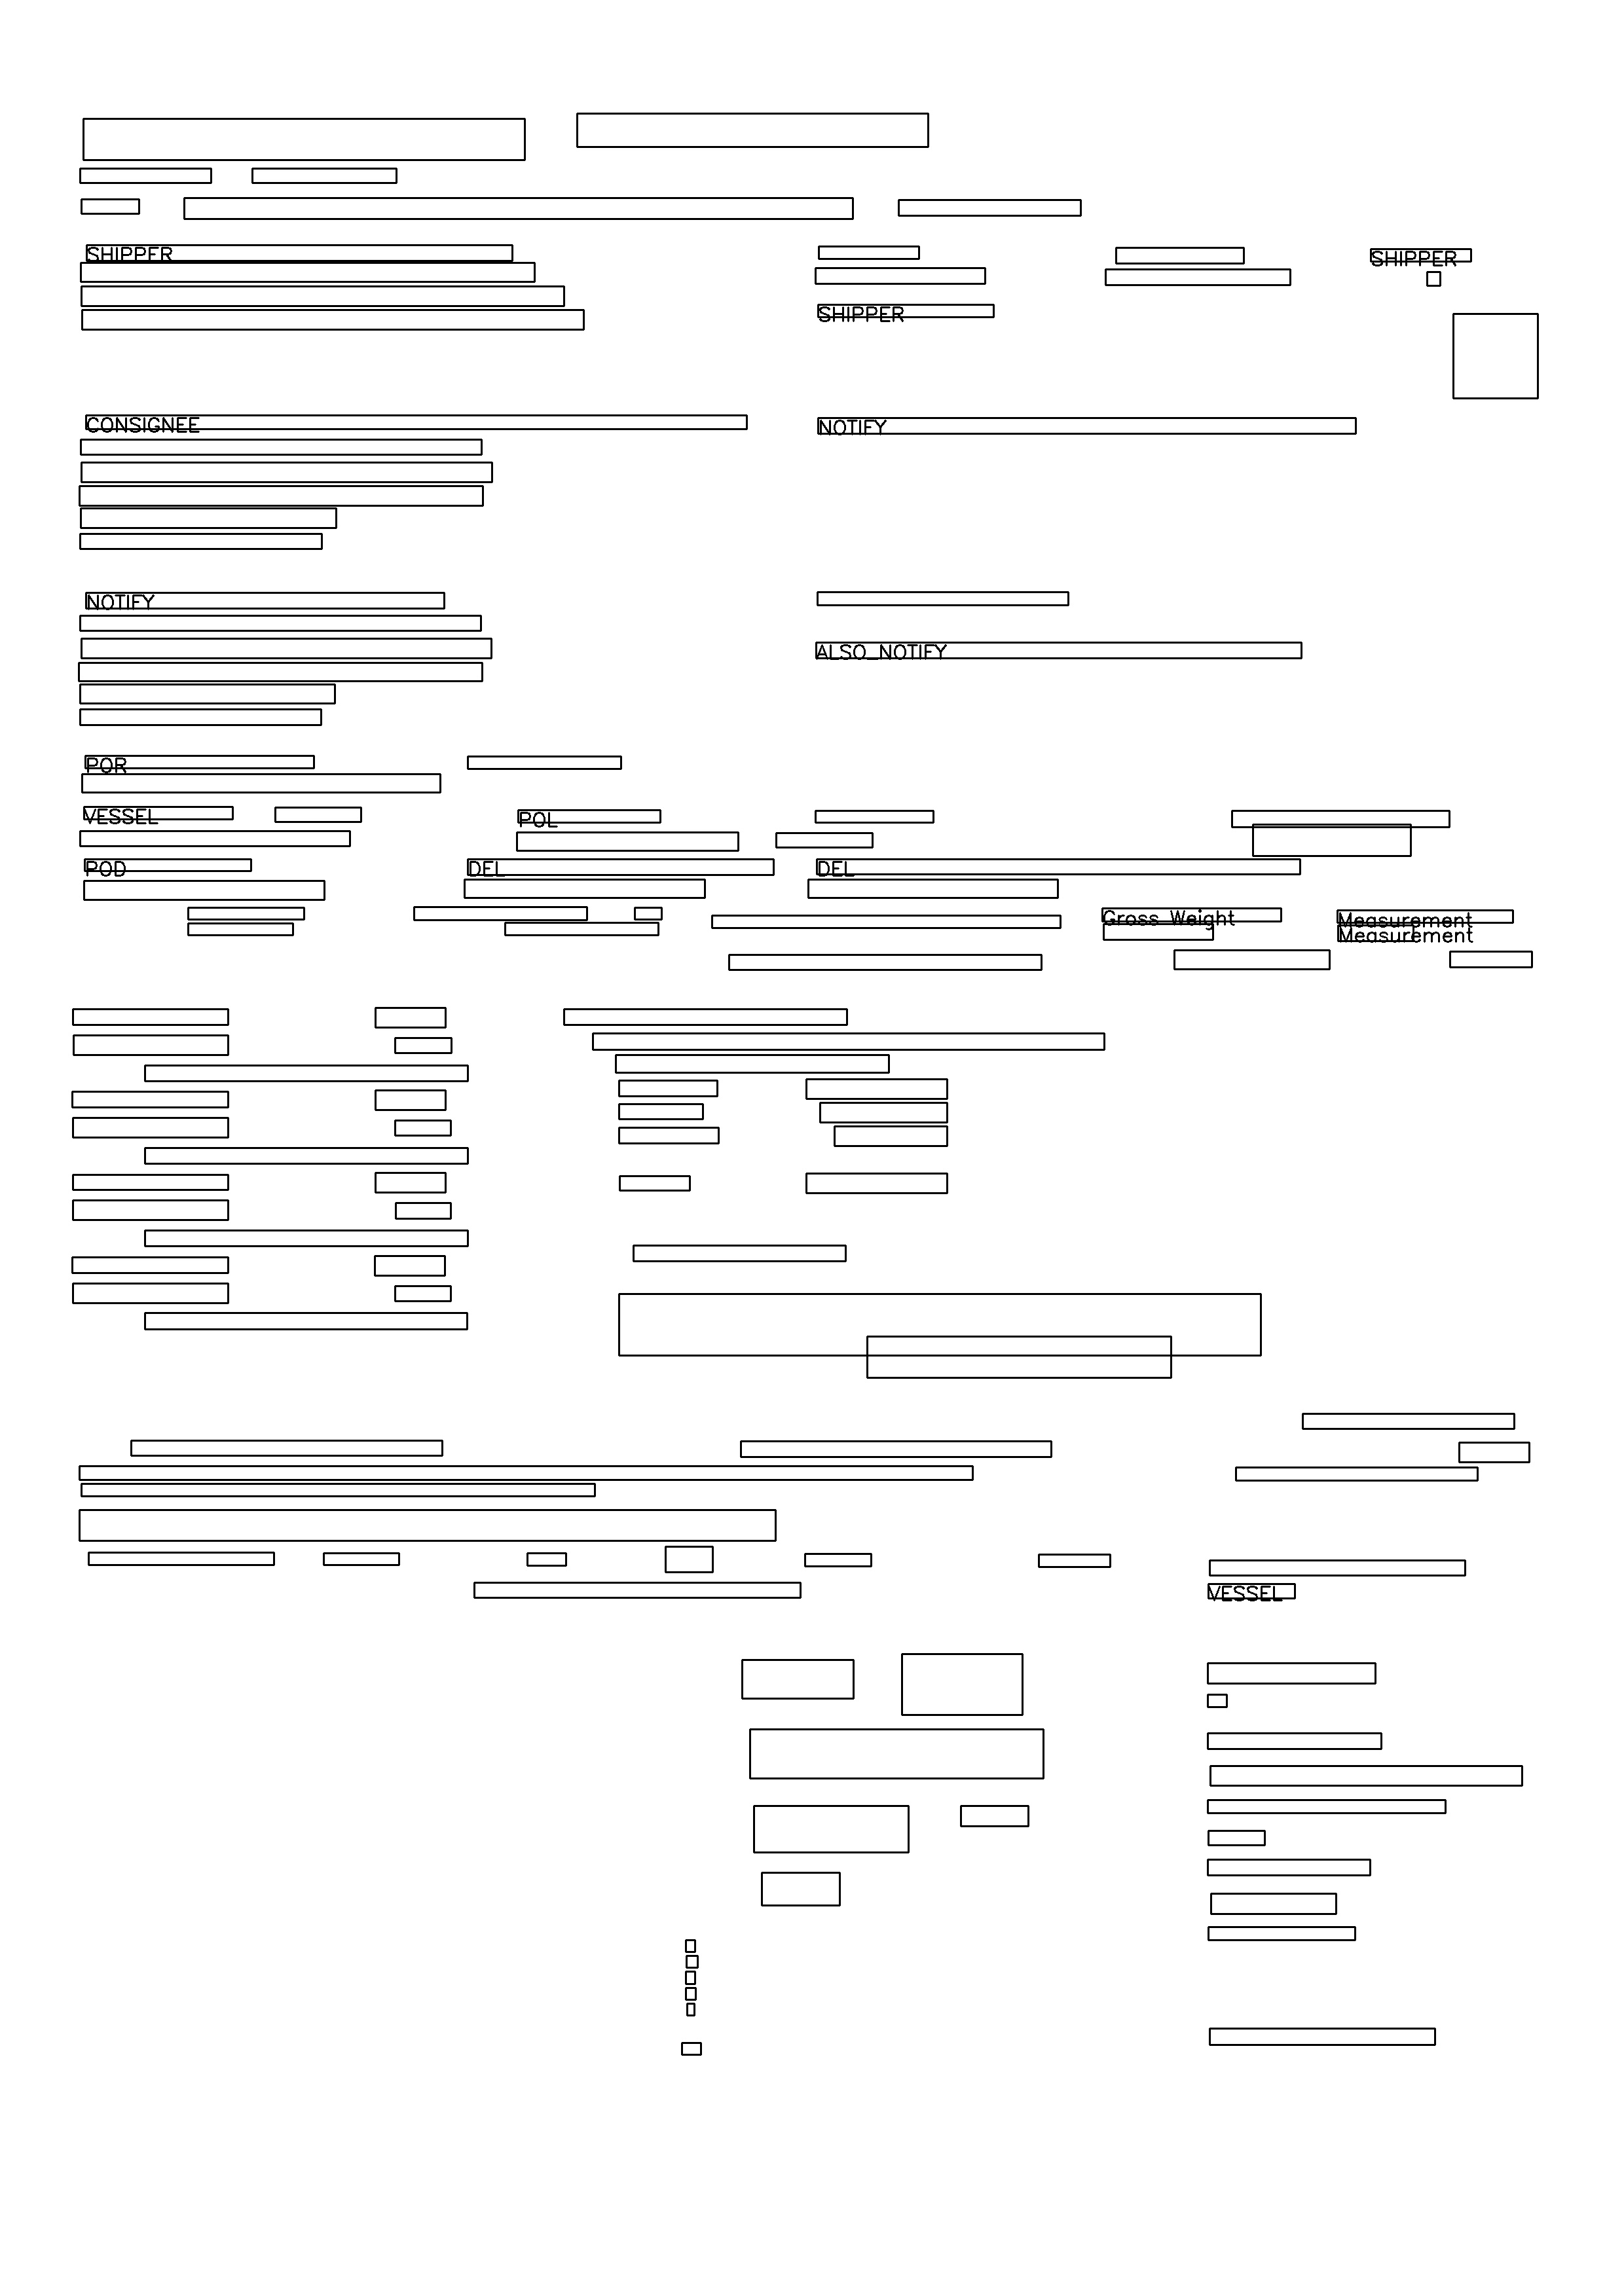 SHIPPER
SHIPPER
SHIPPER
CONSIGNEE
NOTIFY
NOTIFY
ALSO_NOTIFY
POR
VESSEL
POL
POD
DEL
DEL
Gross Weight
Measurement
Measurement
VESSEL